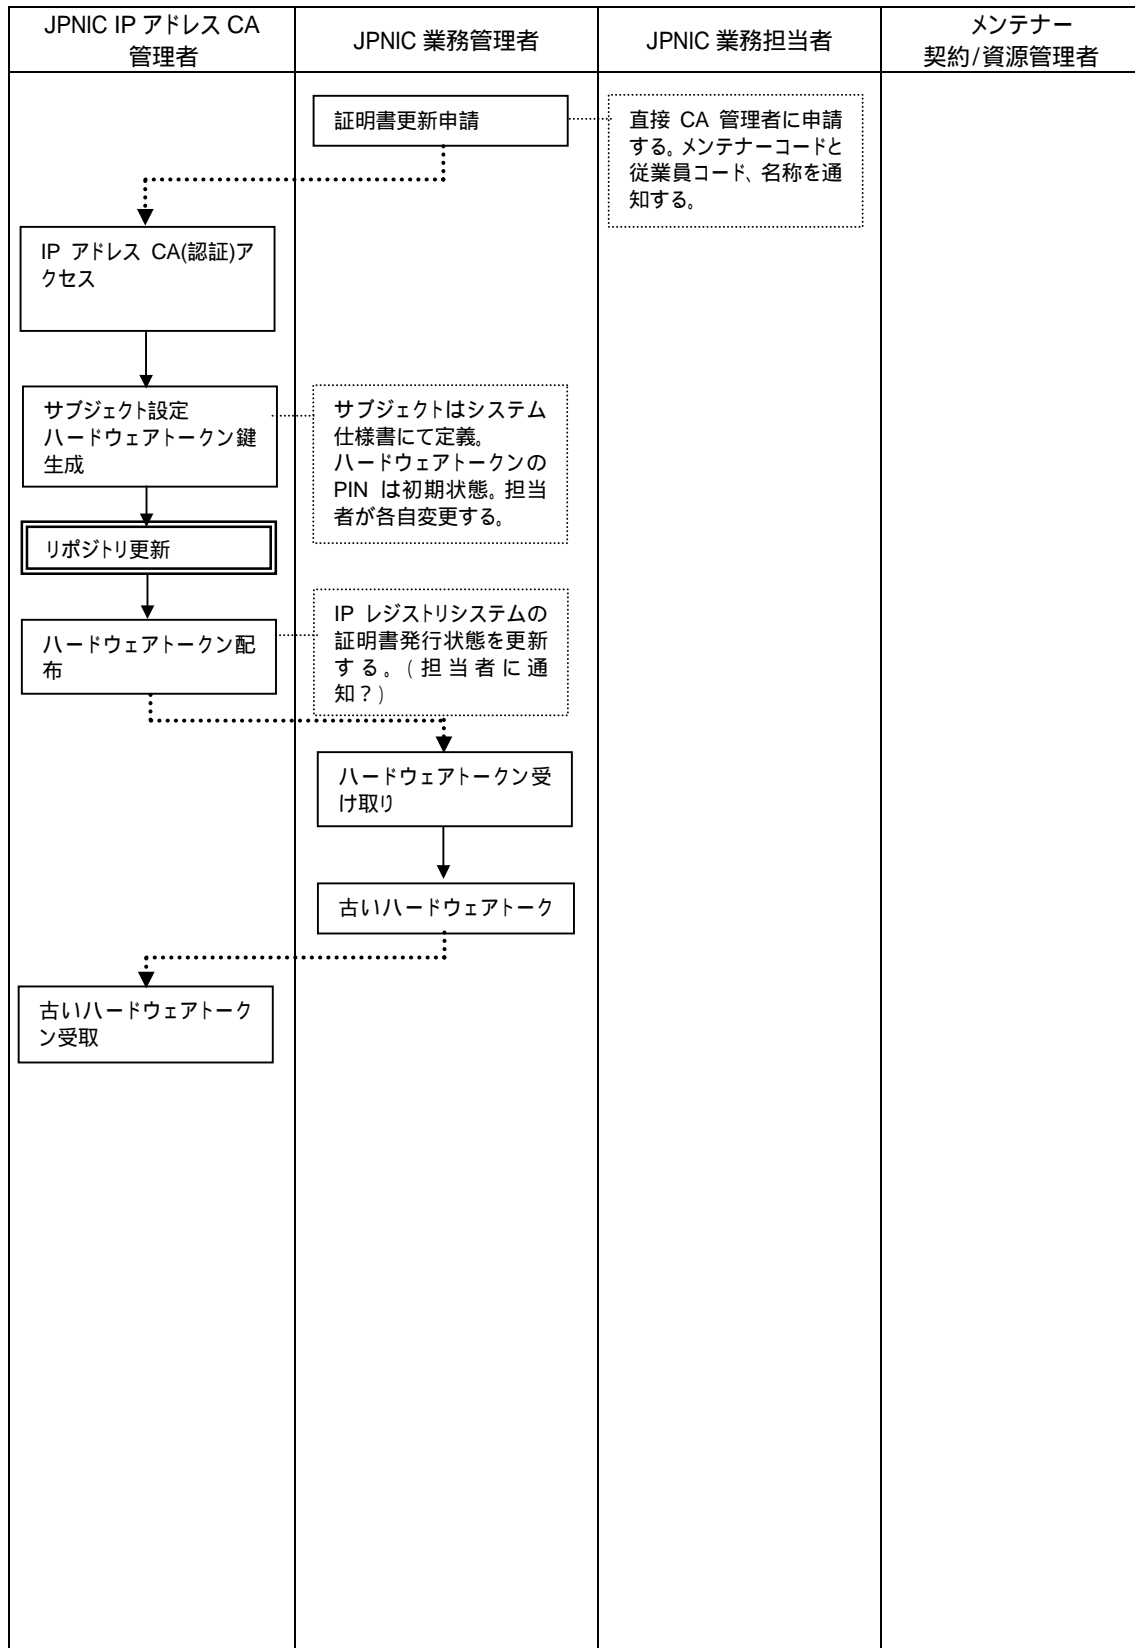 JPNIC IP アドレス CA
管理者
JPNIC 業務管理者
JPNIC 業務担当者
メンテナー
契約/資源管理者
証明書更新申請
直接 CA 管理者に申請
する。メンテナーコードと
従業員コード、名称を通
知する。
IP アドレス CA(認証)ア
クセス
サブジェクト設定
ハードウェアトークン鍵
生成
サブジェクトはシステム
仕様書にて定義。
ハードウェアトークンの
PIN は初期状態。担当
者が各自変更する。
リポジトリ更新
ハードウェアトークン配
布
IP レジストリシステムの
証明書発行状態を更新
する。(担当者に通
知?)
ハードウェアトークン受
け取り
古いハードウェアトーク
古いハードウェアトーク
ン受取